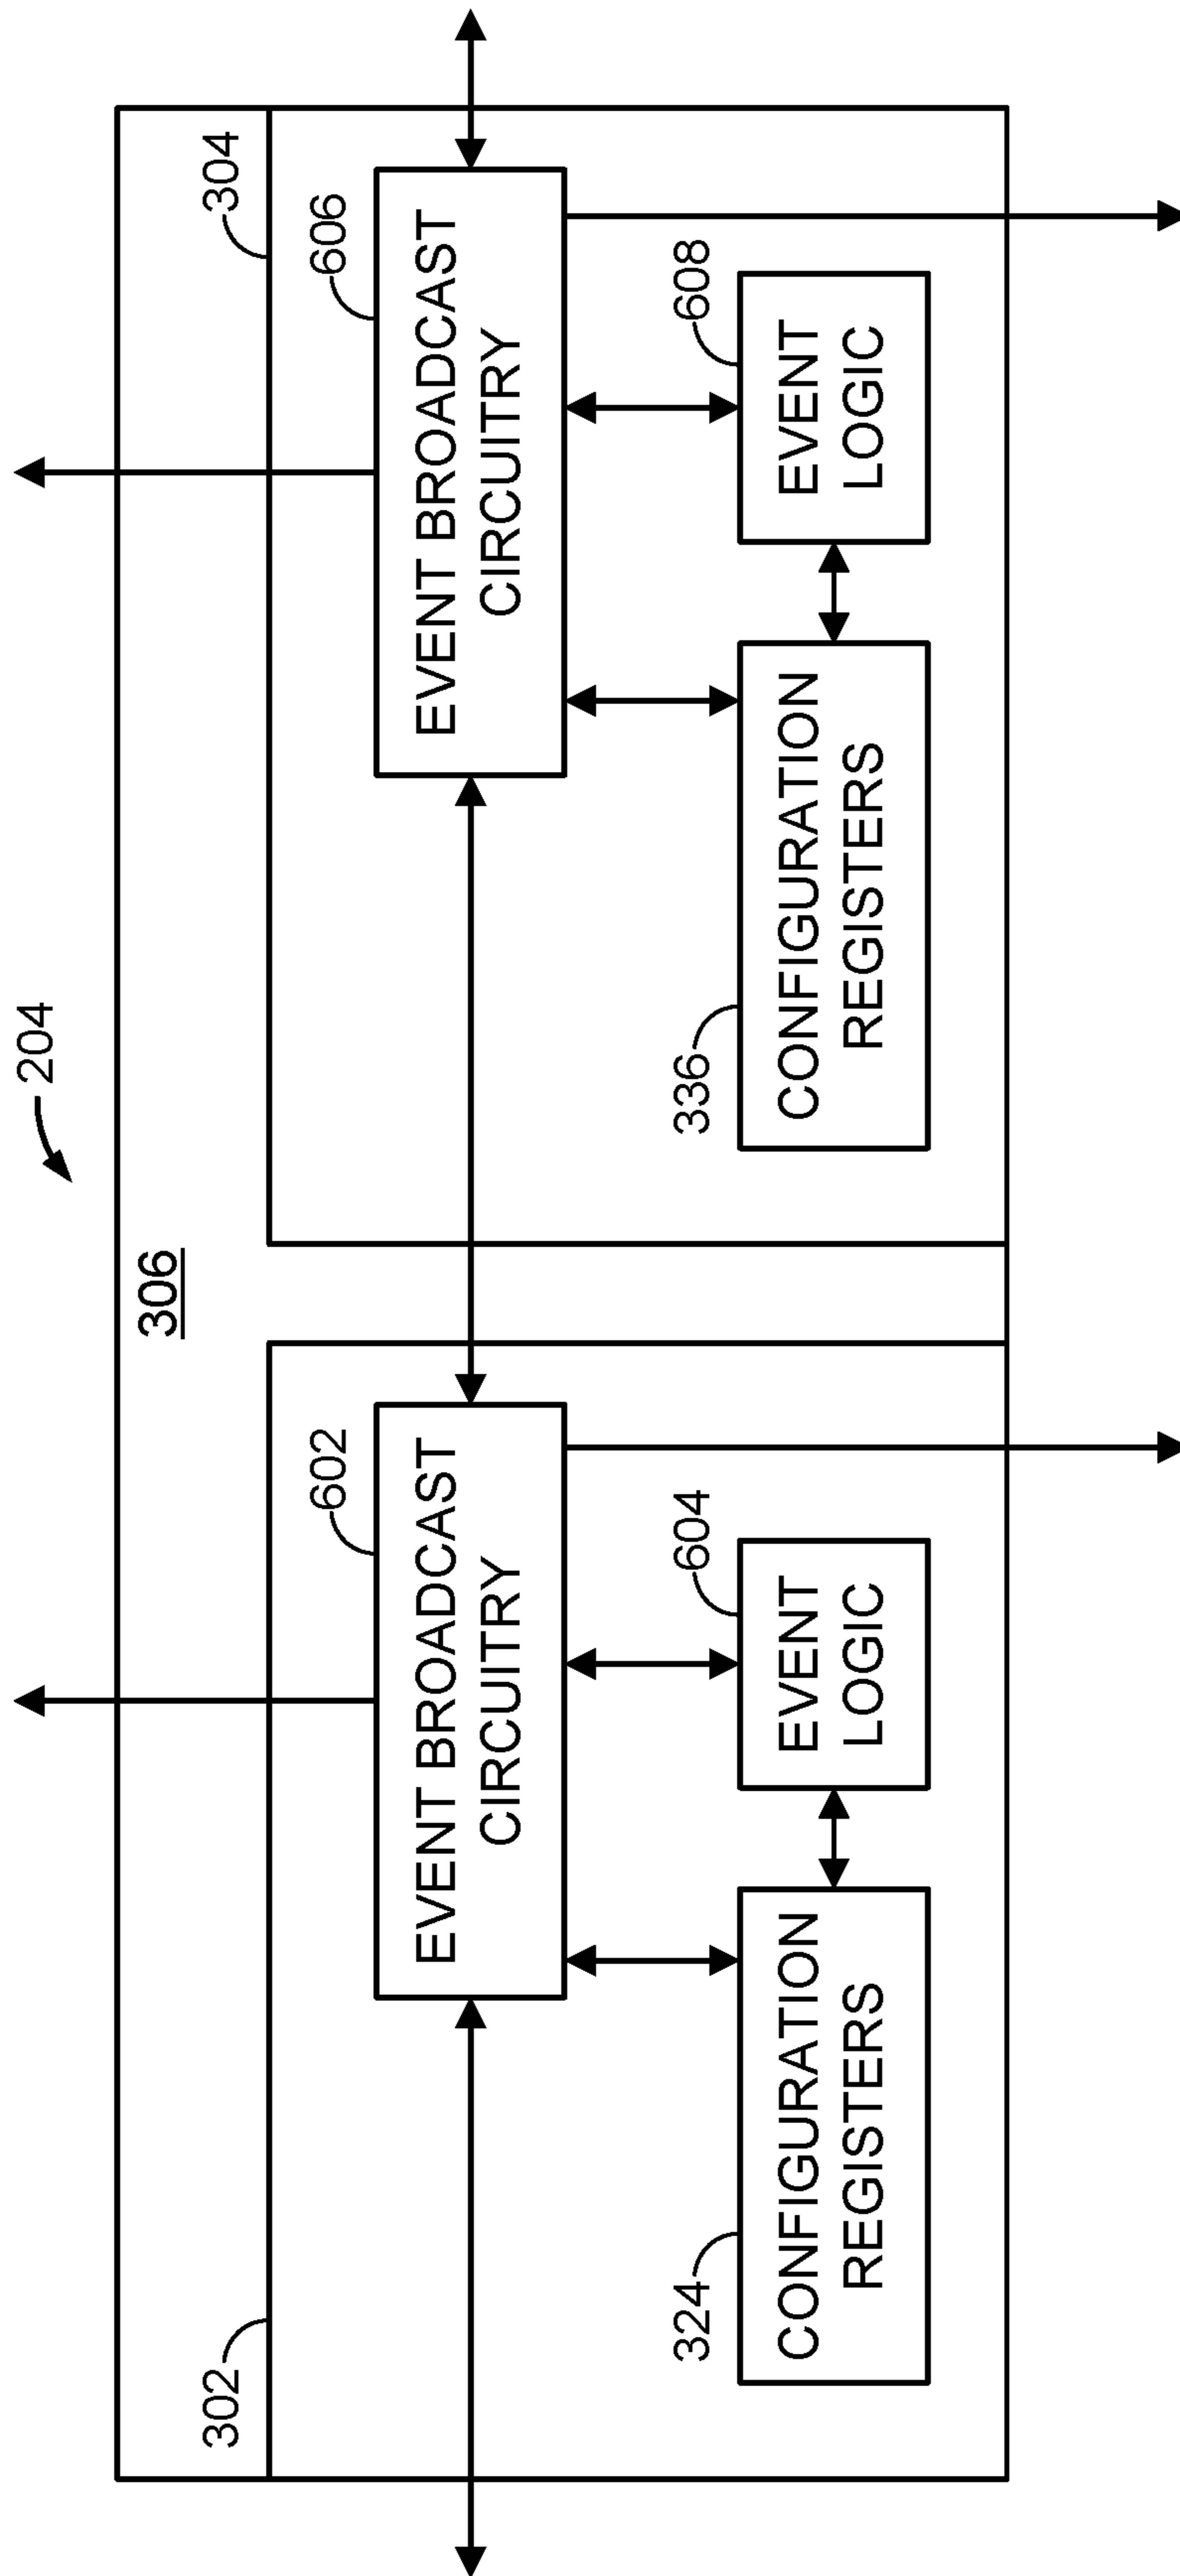 204
306
302
304
602
606
EVENT BROADCAST
CIRCUITRY
EVENT BROADCAST
CIRCUITRY
324
604
336
608
CONFIGURATION
REGISTERS
EVENT
LOGIC
CONFIGURATION
REGISTERS
EVENT
LOGIC